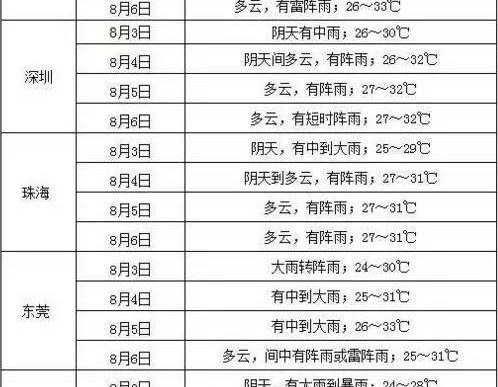 8月6日 多云，有雷阵雨；26～33℃
深圳
8月3日 阴天有中雨；26～30℃
8月4日 阴天间多云，有阵雨；26～32℃
8月5日 多云，有阵雨；27～32℃
8月6日 多云，有短时阵雨；27～32℃
珠海
8月3日 阴天，有中到大雨；25～29℃
8月4日 阴天到多云，有阵雨；27～31℃
8月5日 多云，有阵雨；27～31℃
8月6日 多云，有阵雨；27～31℃
东莞
8月3日 大雨转阵雨；24～30℃
8月4日 有中到大雨；25～31℃
8月5日 有中到大雨；26～33℃
8月6日 多云，间中有阵雨或雷阵雨；25～31℃
阴天，有大雨到暴雨；24～28℃